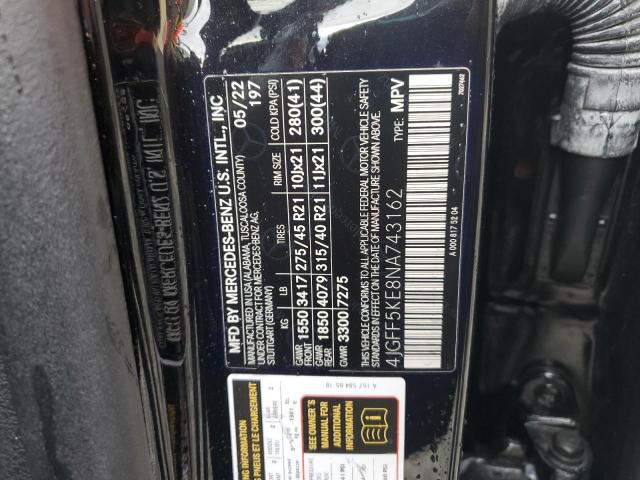 MFD BY MERCEDES-BENZ U.S. INTL., INC
MANUFACTURED IN USA (ALABAMA, TUSCALOOSA COUNTY)
UNDER CONTRACT FOR MERCEDES-BENZ AG,
STUTTGART (GERMANY)
05/22
197
KG LB TIRES RIM SIZE COLD KPA (PSI)
GAWR FRONT 1550 3417 275/45 R21 10Jx21 280(41)
GAWR REAR 1850 4079 315/40 R21 11Jx21 300(44)
GVWR 3300 7275
THIS VEHICLE CONFORMS TO ALL APPLICABLE FEDERAL MOTOR VEHICLE SAFETY
STANDARDS IN EFFECT ON THE DATE OF MANUFACTURE SHOWN ABOVE.
4JGFF5KE8NA743162 TYPE: MPV
A 000 817 52 04
A 167 584 85 18
SEE OWNER'S
MANUAL FOR
ADDITIONAL
INFORMATION